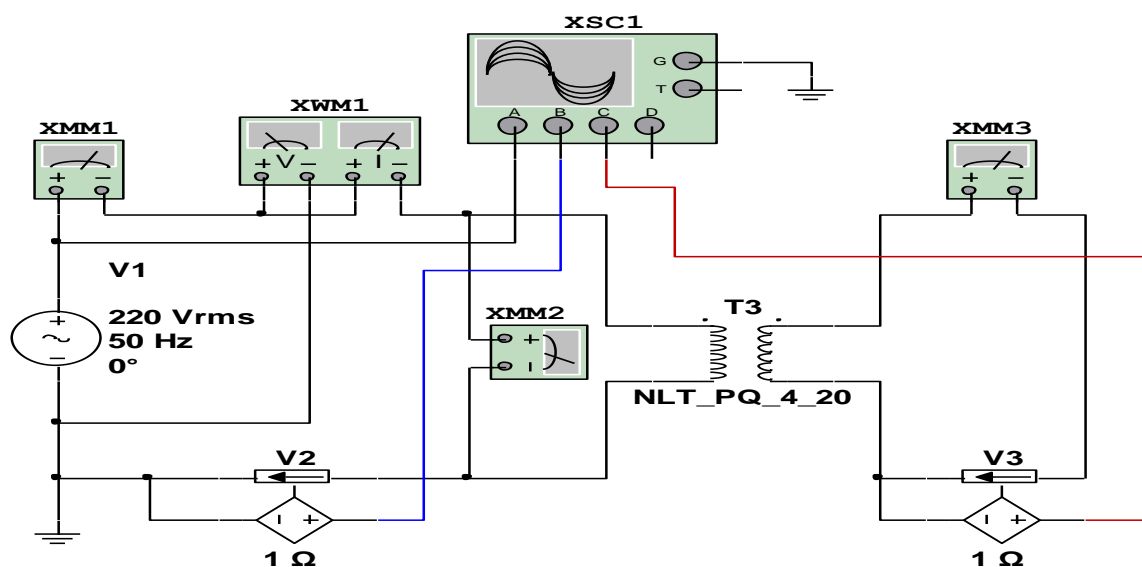 XSC1
G
T
A B C D
XWM1
+ V − + I −
XMM1
+ −
XMM3
+ −
V1
+
~
−
220 Vrms
50 Hz
0°
XMM2
+
−
T3
NLT_PQ_4_20
V2
− +
1 Ω
V3
− +
1 Ω